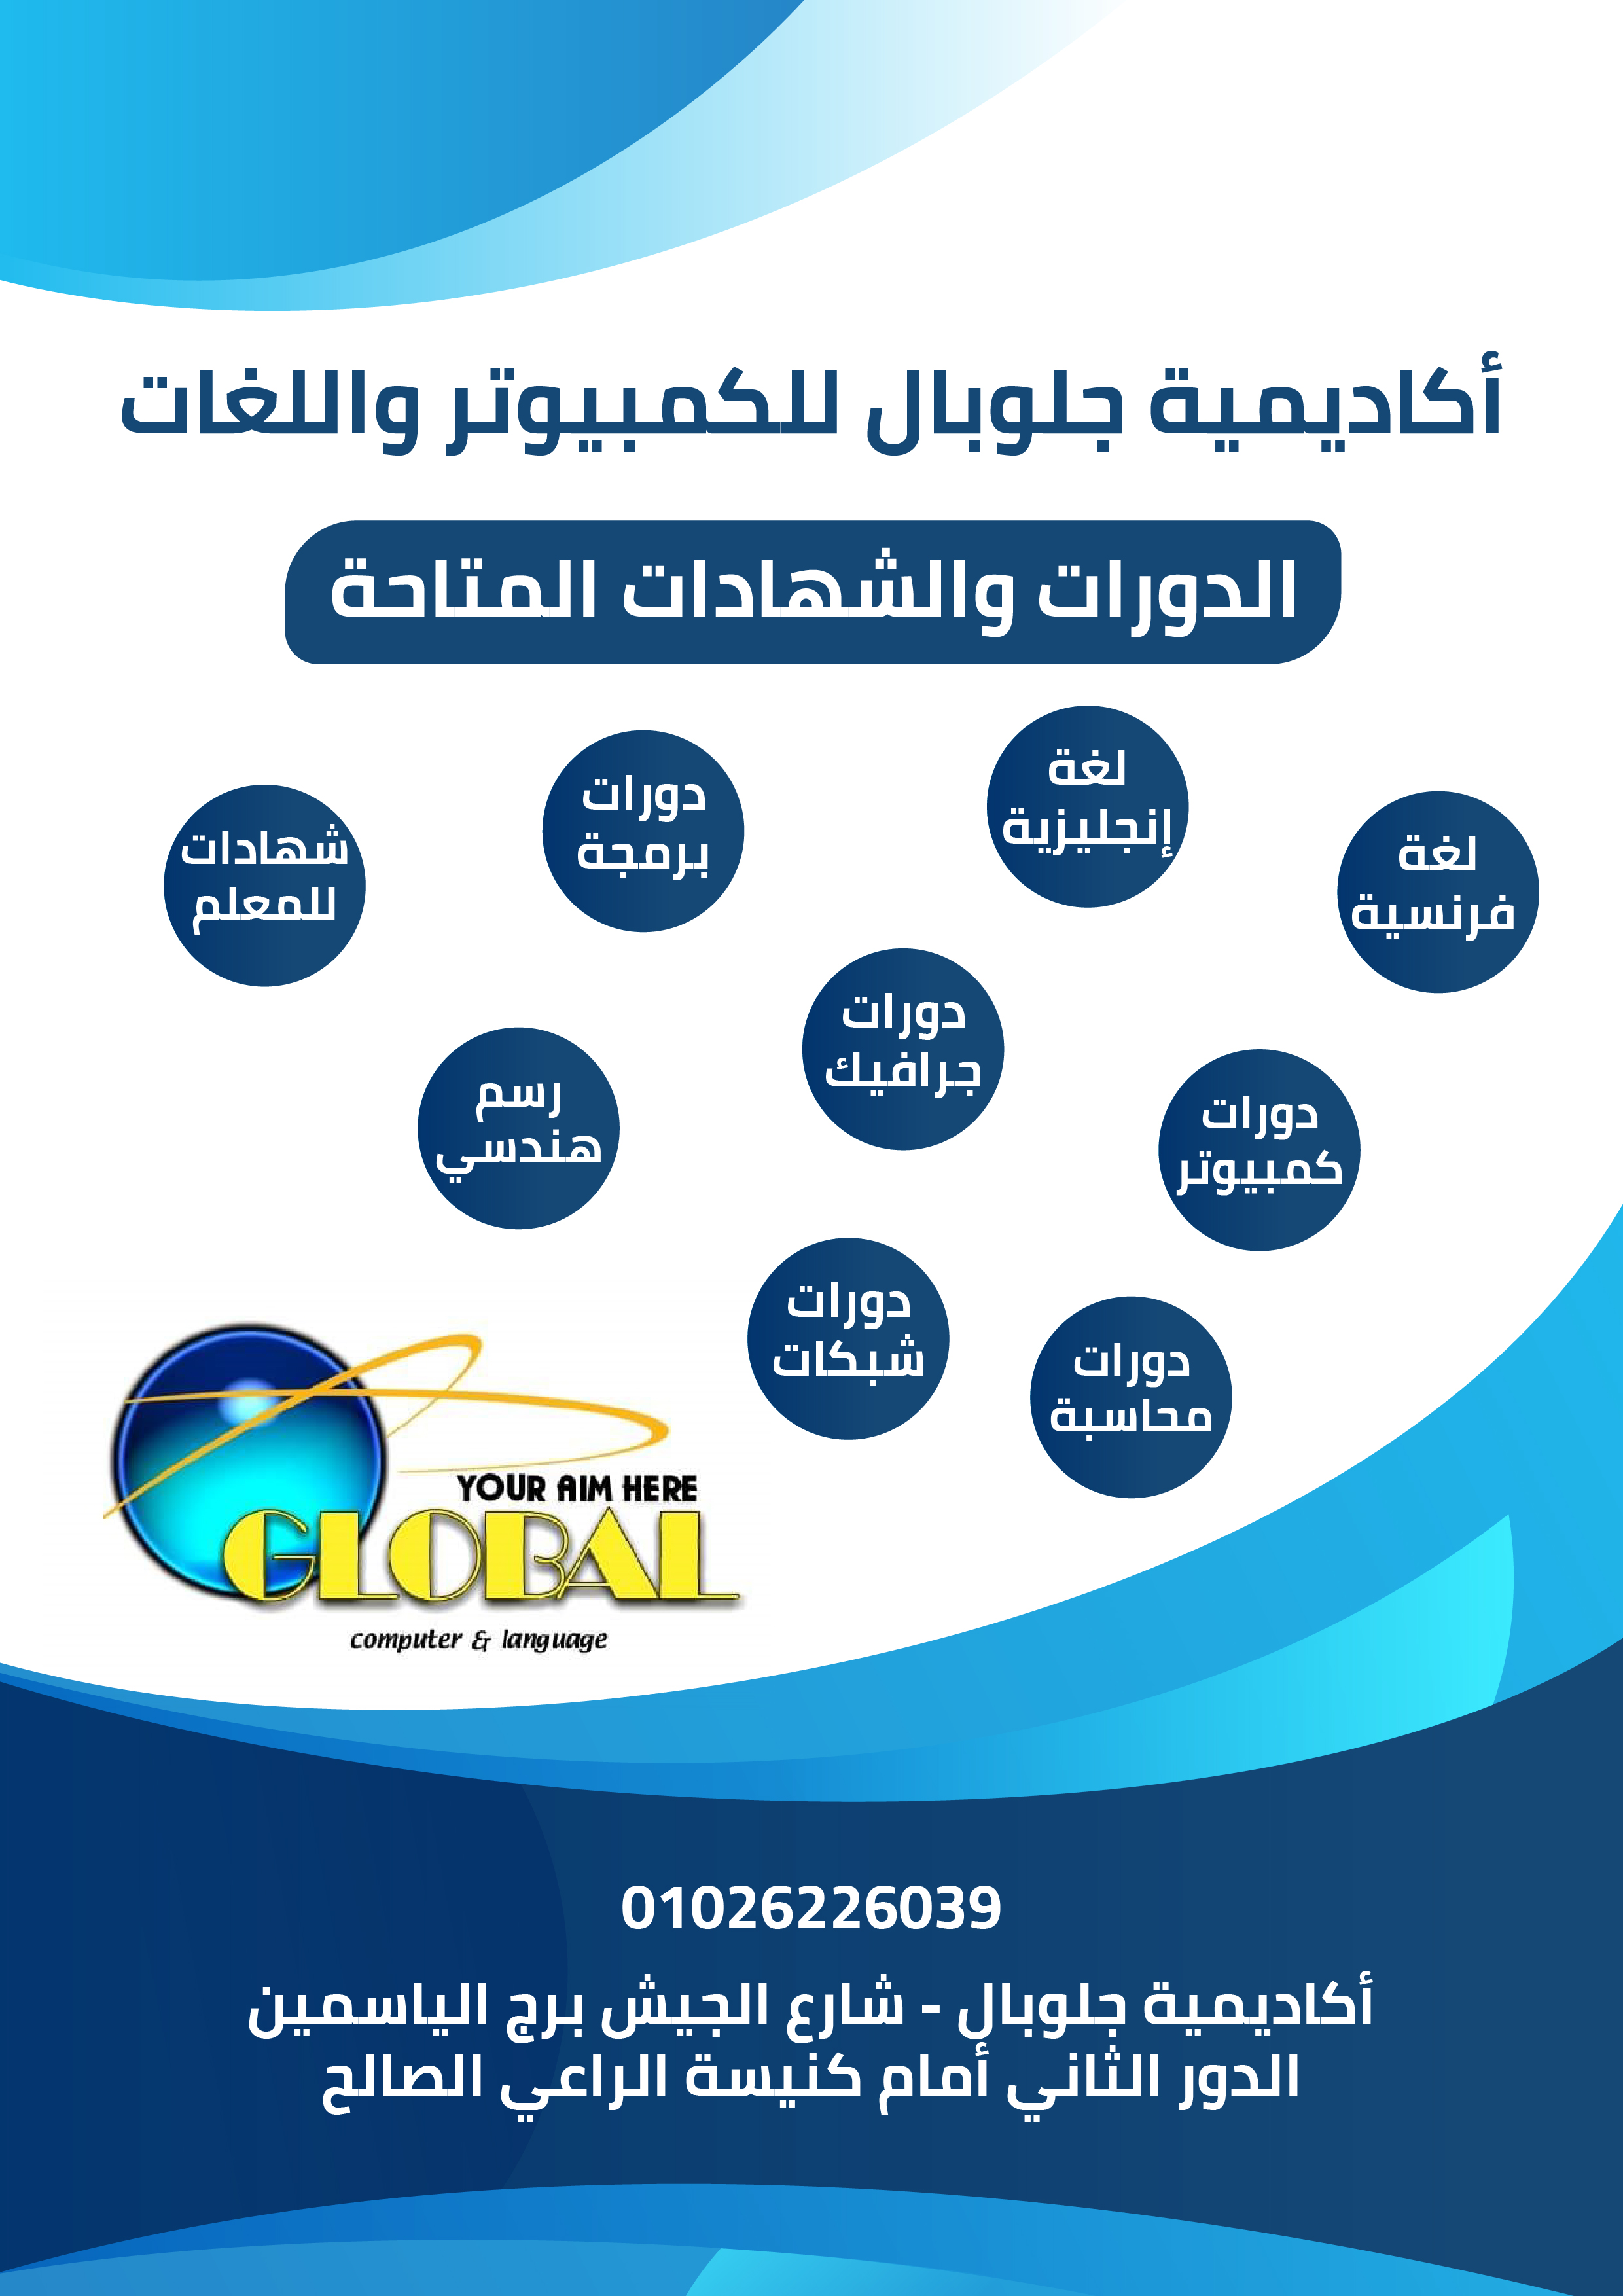 أكاديمية جلوبال للكمبيوتر واللغات
الدورات والشهادات المتاحة
لغة
فرنسية
لغة
إنجليزية
دورات
برمجة
شهادات
للمعلم
دورات
كمبيوتر
دورات
جرافيك
رسم
هندسي
دورات
محاسبة
دورات
شبكات
YOUR AIM HERE
GLOBAL
computer & language
01026226039
أكاديمية جلوبال - شارع الجيش برج الياسمين
الدور الثاني أمام كنيسة الراعي الصالح